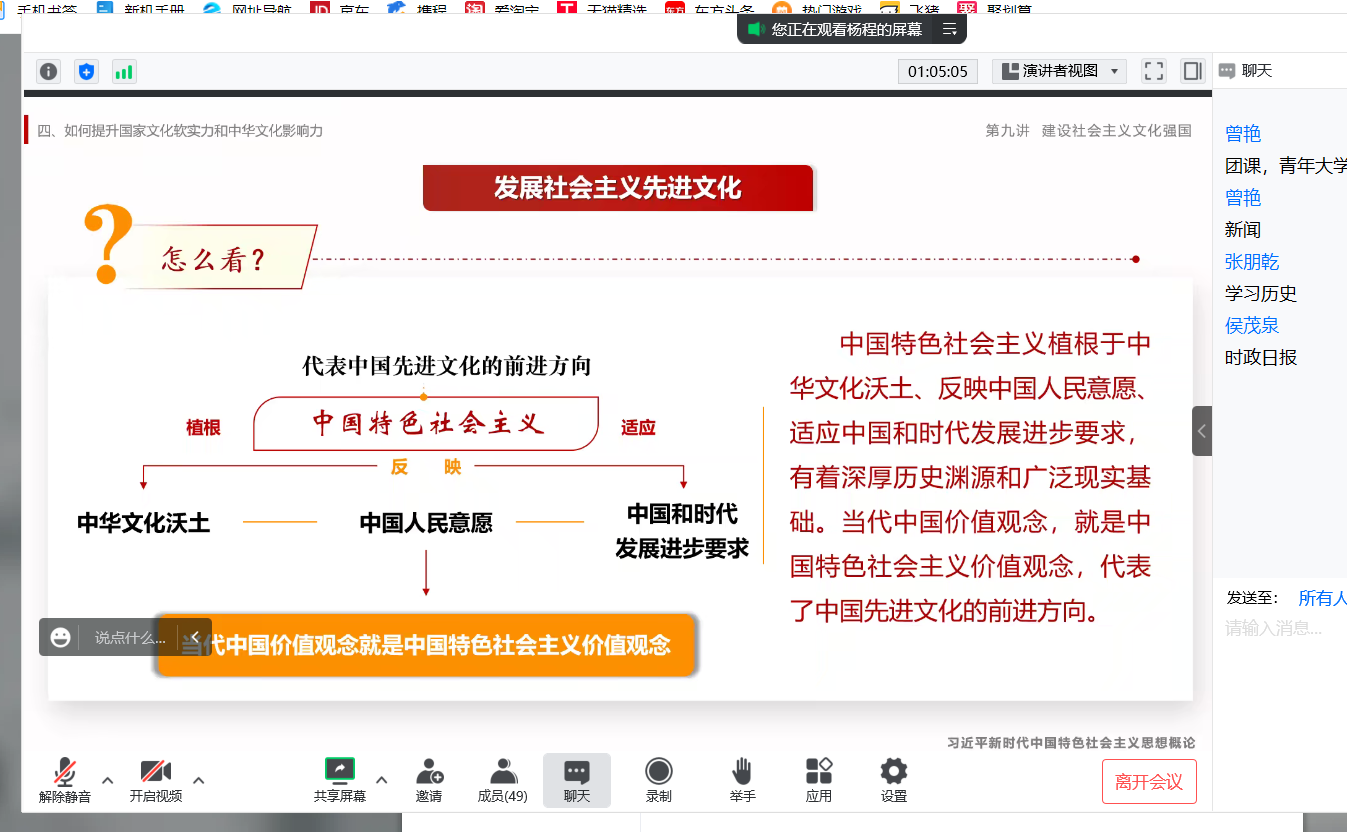 手机书签 新机手册 网址导航 JD 京东 携程 淘 爱淘宝 T 天猫精选 东方 东方头条 热门游戏 飞猪 聚 聚划算
您正在观看杨程的屏幕
01:05:05 演讲者视图 聊天
四、如何提升国家文化软实力和中华文化影响力
第九讲 建设社会主义文化强国
发展社会主义先进文化
? 怎么看?
代表中国先进文化的前进方向
植根 中国特色社会主义 适应
反 映
中华文化沃土 中国人民意愿 中国和时代
发展进步要求
当代中国价值观念就是中国特色社会主义价值观念
中国特色社会主义植根于中
华文化沃土、反映中国人民意愿、
适应中国和时代发展进步要求，
有着深厚历史渊源和广泛现实基
础。当代中国价值观念，就是中
国特色社会主义价值观念，代表
了中国先进文化的前进方向。
说点什么...
习近平新时代中国特色社会主义思想概论
曾艳
团课，青年大学
曾艳
新闻
张朋乾
学习历史
侯茂泉
时政日报
发送至： 所有人
请输入消息...
解除静音 开启视频 共享屏幕 邀请 成员(49) 聊天 录制 举手 应用 设置 离开会议